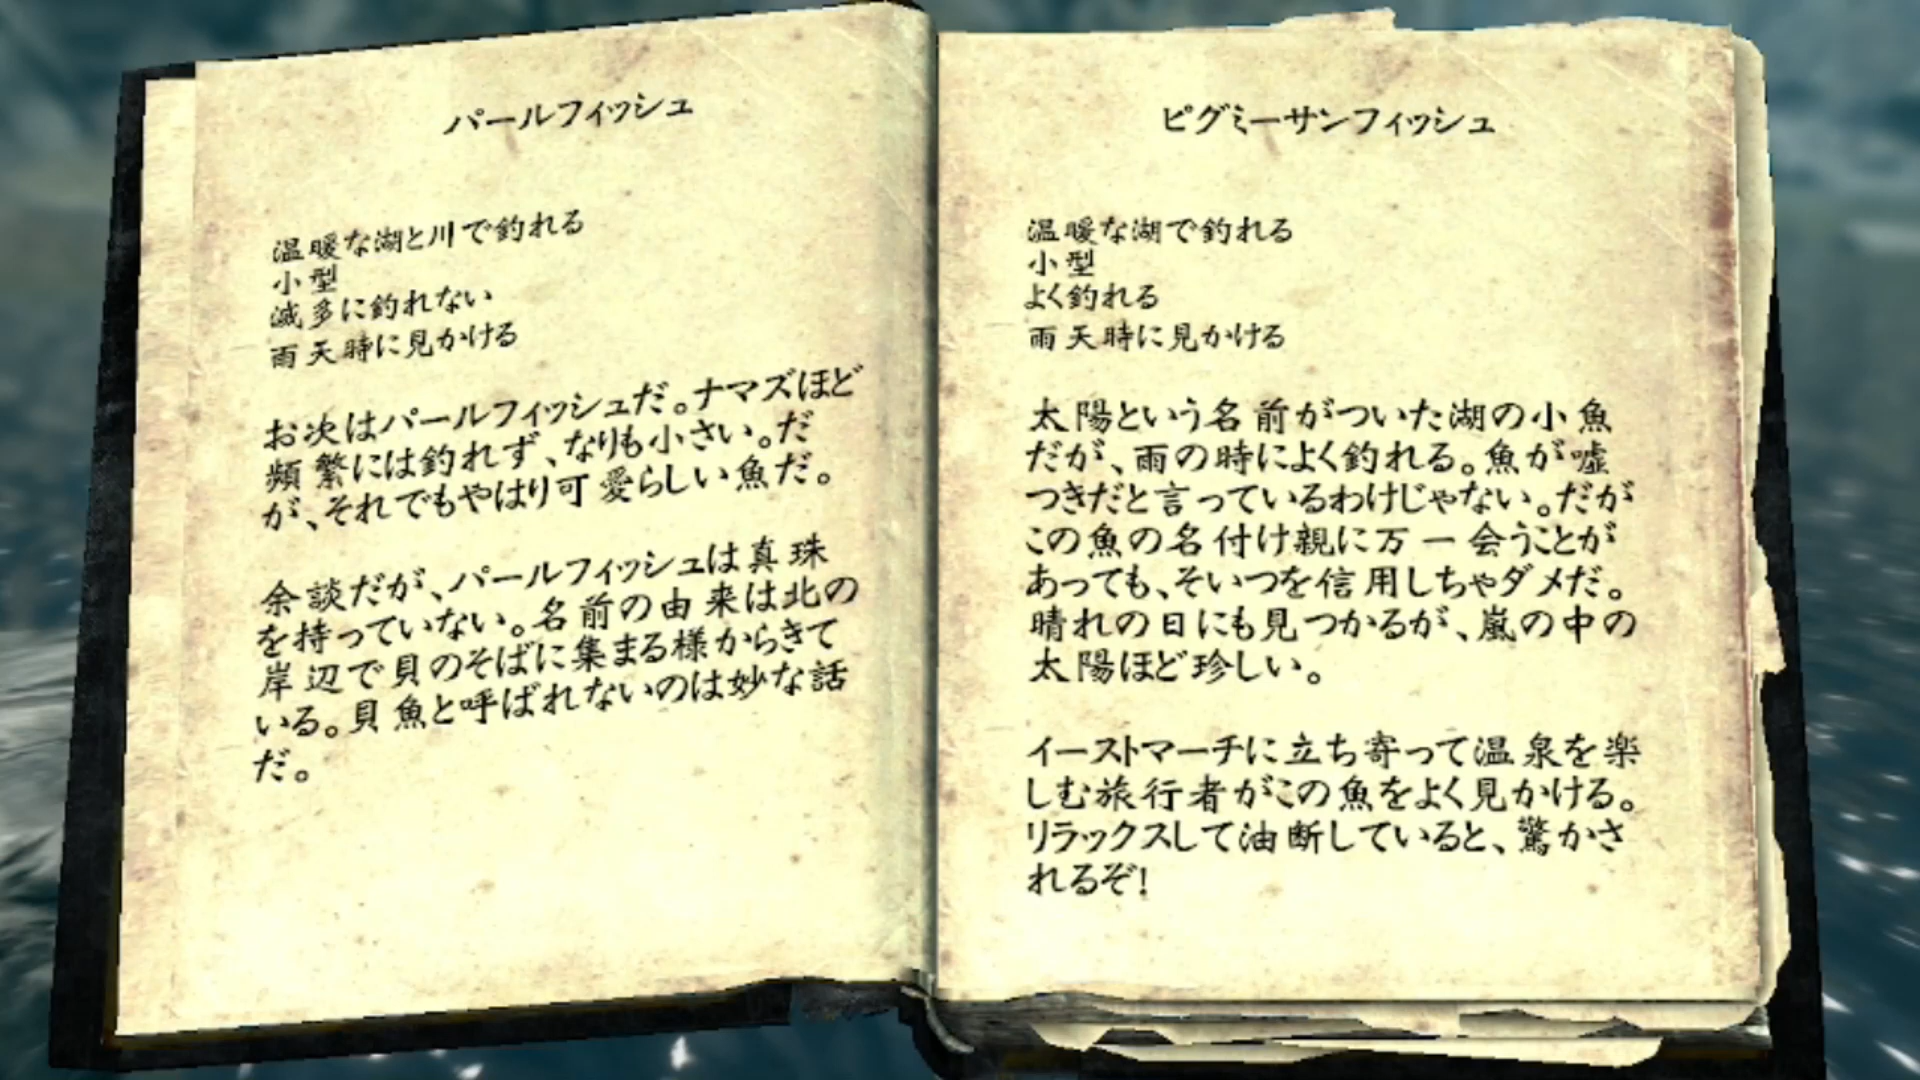 パールフィッシュ
温暖な湖と川で釣れる
小型
滅多に釣れない
雨天時に見かける
お次はパールフィッシュだ。ナマズほど
頻繁には釣れず、なりも小さい。だ
が、それでもやはり可愛らしい魚だ。
余談だが、パールフィッシュは真珠
を持っていない。名前の由来は北の
岸辺で貝のそばに集まる様からきて
いる。貝魚と呼ばれないのは妙な話
だ。
ピグミーサンフィッシュ
温暖な湖で釣れる
小型
よく釣れる
雨天時に見かける
太陽という名前がついた湖の小魚
だが、雨の時によく釣れる。魚が嘘
つきだと言っているわけじゃない。だが
この魚の名付け親に万一会うことが
あっても、そいつを信用しちゃダメだ。
晴れの日にも見つかるが、嵐の中の
太陽ほど珍しい。
イーストマーチに立ち寄って温泉を楽
しむ旅行者がこの魚をよく見かける。
リラックスして油断していると、驚かさ
れるぞ!